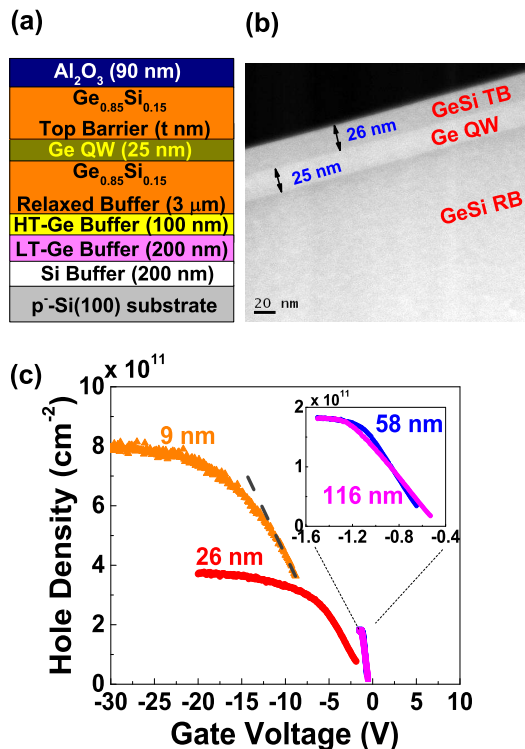 (a)
Al2O3 (90 nm)
Ge0.85Si0.15
Top Barrier (t nm)
Ge QW (25 nm)
Ge0.85Si0.15
Relaxed Buffer (3 μm)
HT-Ge Buffer (100 nm)
LT-Ge Buffer (200 nm)
Si Buffer (200 nm)
p⁻-Si(100) substrate
(b)
GeSi TB
26 nm
Ge QW
25 nm
GeSi RB
20 nm
(c)
x 10¹¹
Hole Density (cm⁻²)
10
8
6
4
2
0
9 nm
26 nm
x 10¹¹
2
1
0
58 nm
116 nm
-1.6 -1.2 -0.8 -0.4
-30 -25 -20 -15 -10 -5 0 5 10
Gate Voltage (V)